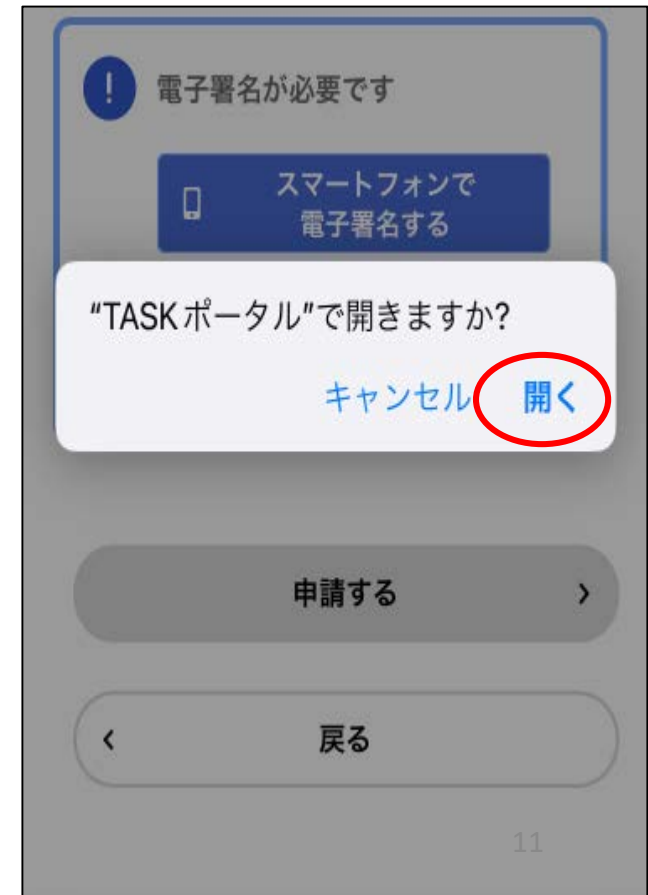 !
電子署名が必要です
スマートフォンで
電子署名する
“TASKポータル”で開きますか?
キャンセル 開く
申請する ›
‹ 戻る
11